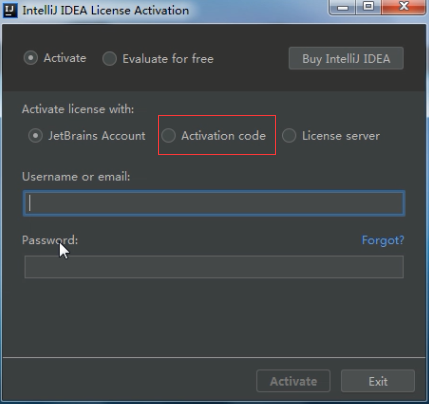 IntelliJ IDEA License Activation
Activate Evaluate for free Buy IntelliJ IDEA
Activate license with:
JetBrains Account Activation code License server
Username or email:
Password: Forgot?
Activate Exit